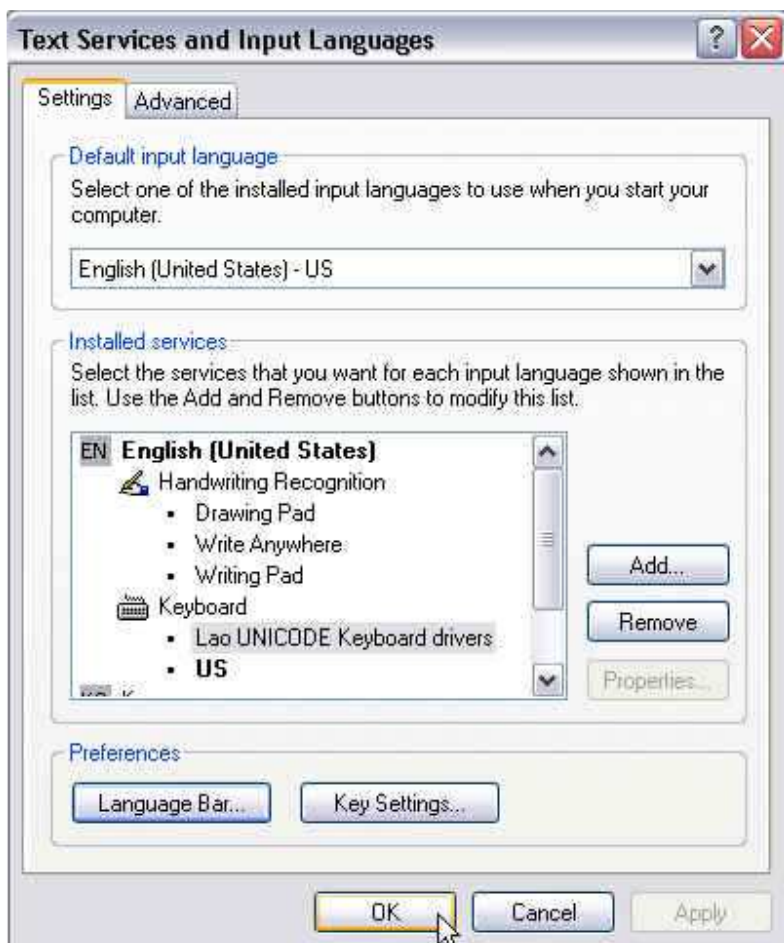 Text Services and Input Languages
Settings
Advanced
Default input language
Select one of the installed input languages to use when you start your
computer.
English (United States) - US
Installed services
Select the services that you want for each input language shown in the
list. Use the Add and Remove buttons to modify this list.
EN English (United States)
Handwriting Recognition
• Drawing Pad
• Write Anywhere
• Writing Pad
Keyboard
• Lao UNICODE Keyboard drivers
• US
Add...
Remove
Properties...
Preferences
Language Bar...
Key Settings...
OK
Cancel
Apply